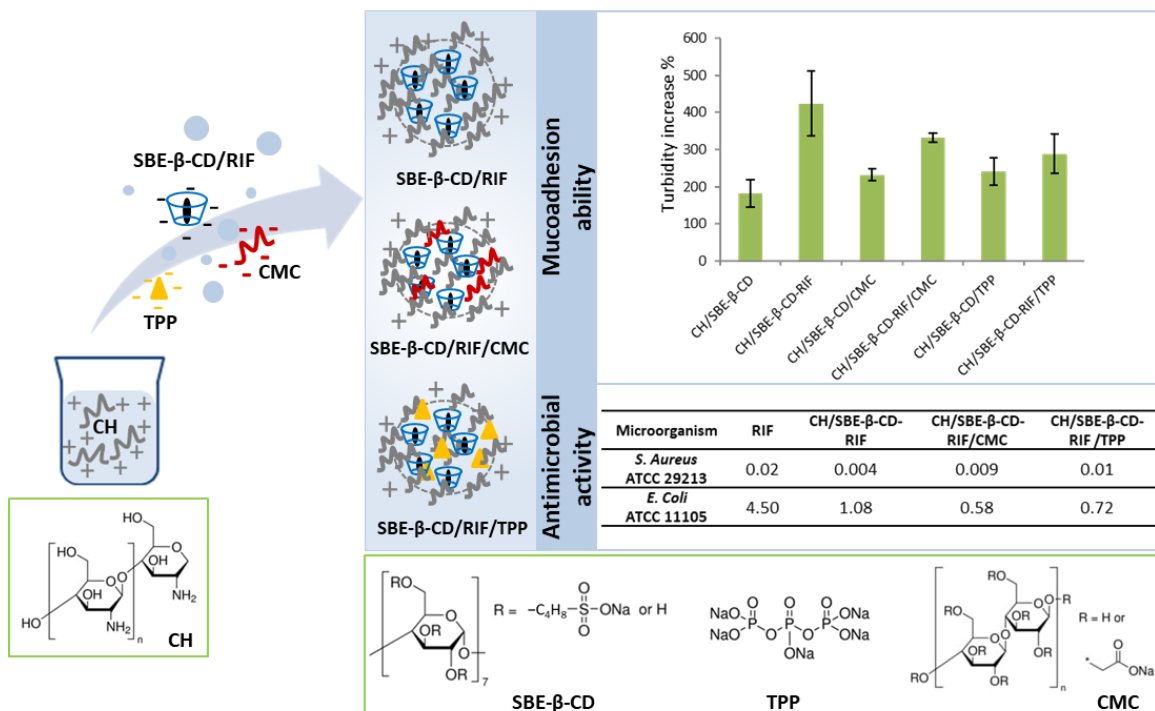 SBE-β-CD/RIF
CMC
TPP
CH
HO
HO
O
O
O
OH
OH
HO
O
NH₂
NH₂
n
CH
SBE-β-CD/RIF
SBE-β-CD/RIF/CMC
SBE-β-CD/RIF/TPP
Mucoadhesion
ability
Antimicrobial
activity
Turbidity increase %
600
500
400
300
200
100
0
CH/SBE-β-CD
CH/SBE-β-CD-RIF
CH/SBE-β-CD/CMC
CH/SBE-β-CD-RIF/CMC
CH/SBE-β-CD/TPP
CH/SBE-β-CD-RIF/TPP
Microorganism RIF CH/SBE-β-CD-RIF CH/SBE-β-CD-RIF/CMC CH/SBE-β-CD-RIF /TPP
S. Aureus
ATCC 29213 0.02 0.004 0.009 0.01
E. Coli
ATCC 11105 4.50 1.08 0.58 0.72
RO
O
OR
O
OR
7
R = –C₄H₈–S–ONa or H
O
O
SBE-β-CD
O O O
NaO P O P O P ONa
NaO ONa
ONa
TPP
RO
RO
O
O
O
O
R
OR
OR
OR
OR
RO
n
R = H or
O
* ONa
CMC